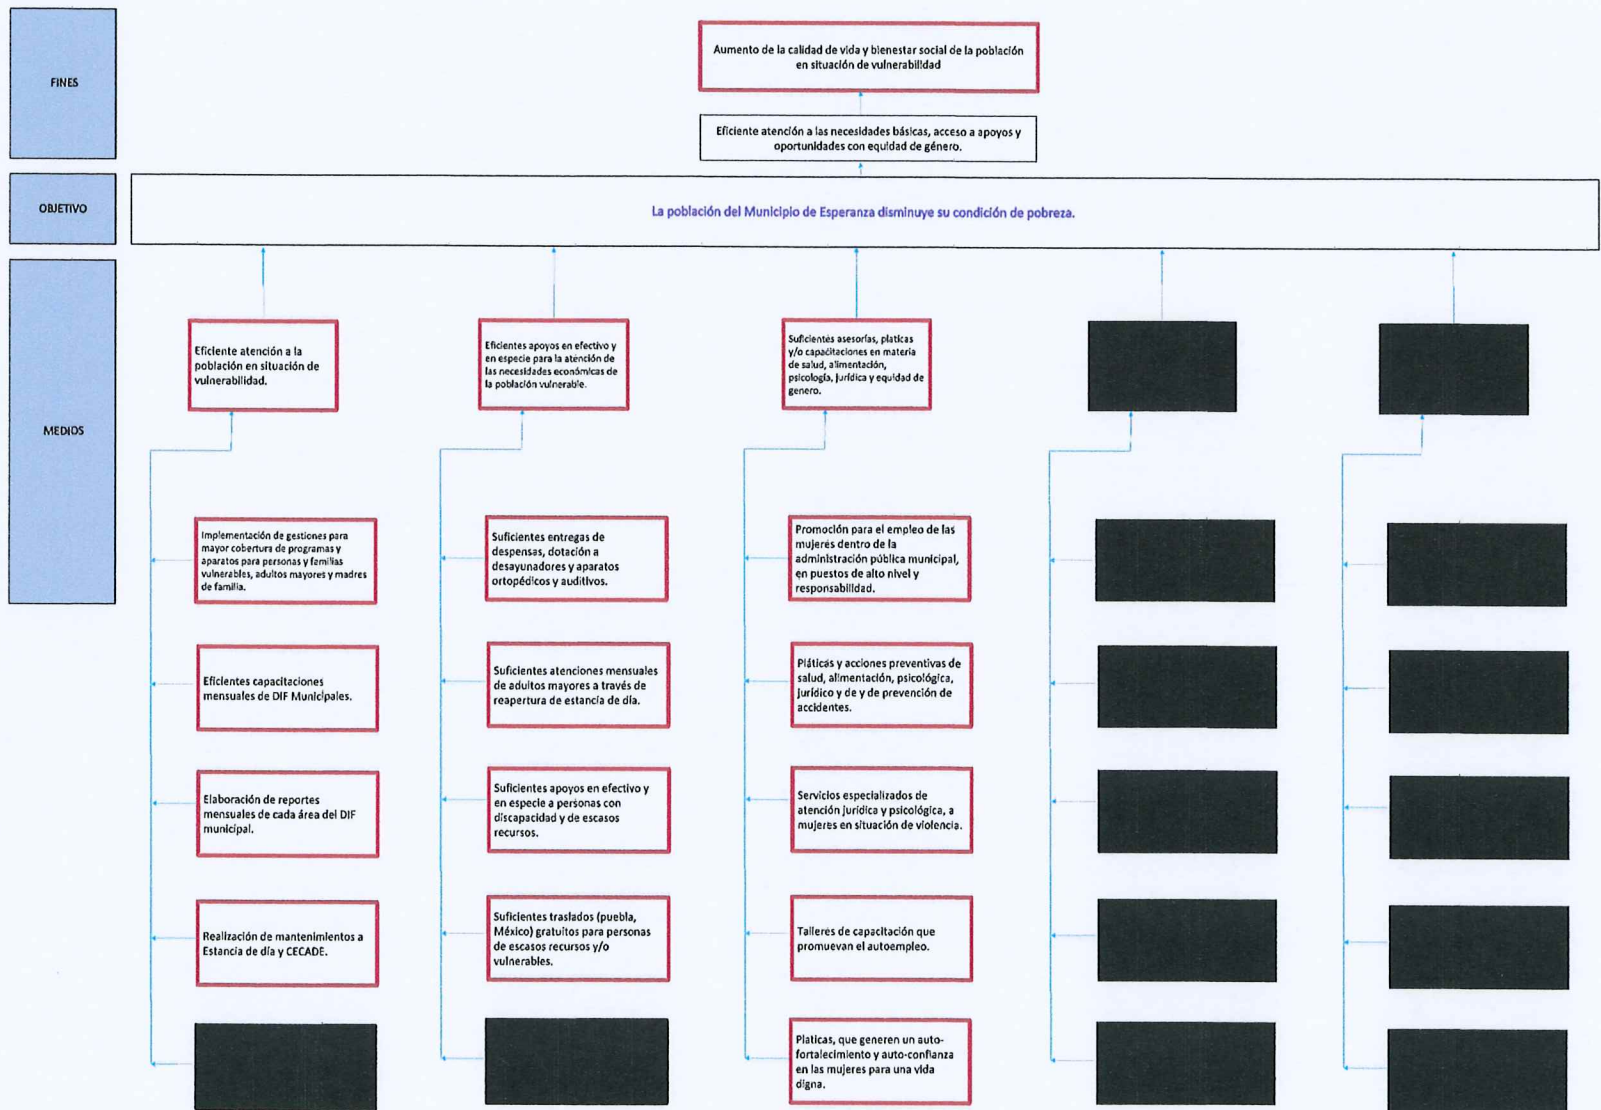 FINES
Aumento de la calidad de vida y bienestar social de la población
en situación de vulnerabilidad
Eficiente atención a las necesidades básicas, acceso a apoyos y
oportunidades con equidad de género.
OBJETIVO
La población del Municipio de Esperanza disminuye su condición de pobreza.
MEDIOS
Eficiente atención a la
población en situación de
vulnerabilidad.
Eficientes apoyos en efectivo y
en especie para la atención de
las necesidades económicas de
la población vulnerable.
Suficientes asesorías, platicas
y/o capacitaciones en materia
de salud, alimentación,
psicología, jurídica y equidad de
genero.
Implementación de gestiones para
mayor cobertura de programas y
aparatos para personas y familias
vulnerables, adultos mayores y madres
de familia.
Suficientes entregas de
despensas, dotación a
desayunadores y aparatos
ortopédicos y auditivos.
Promoción para el empleo de las
mujeres dentro de la
administración pública municipal,
en puestos de alto nivel y
responsabilidad.
Eficientes capacitaciones
mensuales de DIF Municipales.
Suficientes atenciones mensuales
de adultos mayores a través de
reapertura de estancia de día.
Pláticas y acciones preventivas de
salud, alimentación, psicológica,
jurídico y de y de prevención de
accidentes.
Elaboración de reportes
mensuales de cada área del DIF
municipal.
Suficientes apoyos en efectivo y
en especie a personas con
discapacidad y de escasos
recursos.
Servicios especializados de
atención jurídica y psicológica, a
mujeres en situación de violencia.
Realización de mantenimientos a
Estancia de día y CECADE.
Suficientes traslados (puebla,
México) gratuitos para personas
de escasos recursos y/o
vulnerables.
Talleres de capacitación que
promuevan el autoempleo.
Platicas, que generen un auto-
fortalecimiento y auto-confianza
en las mujeres para una vida
digna.